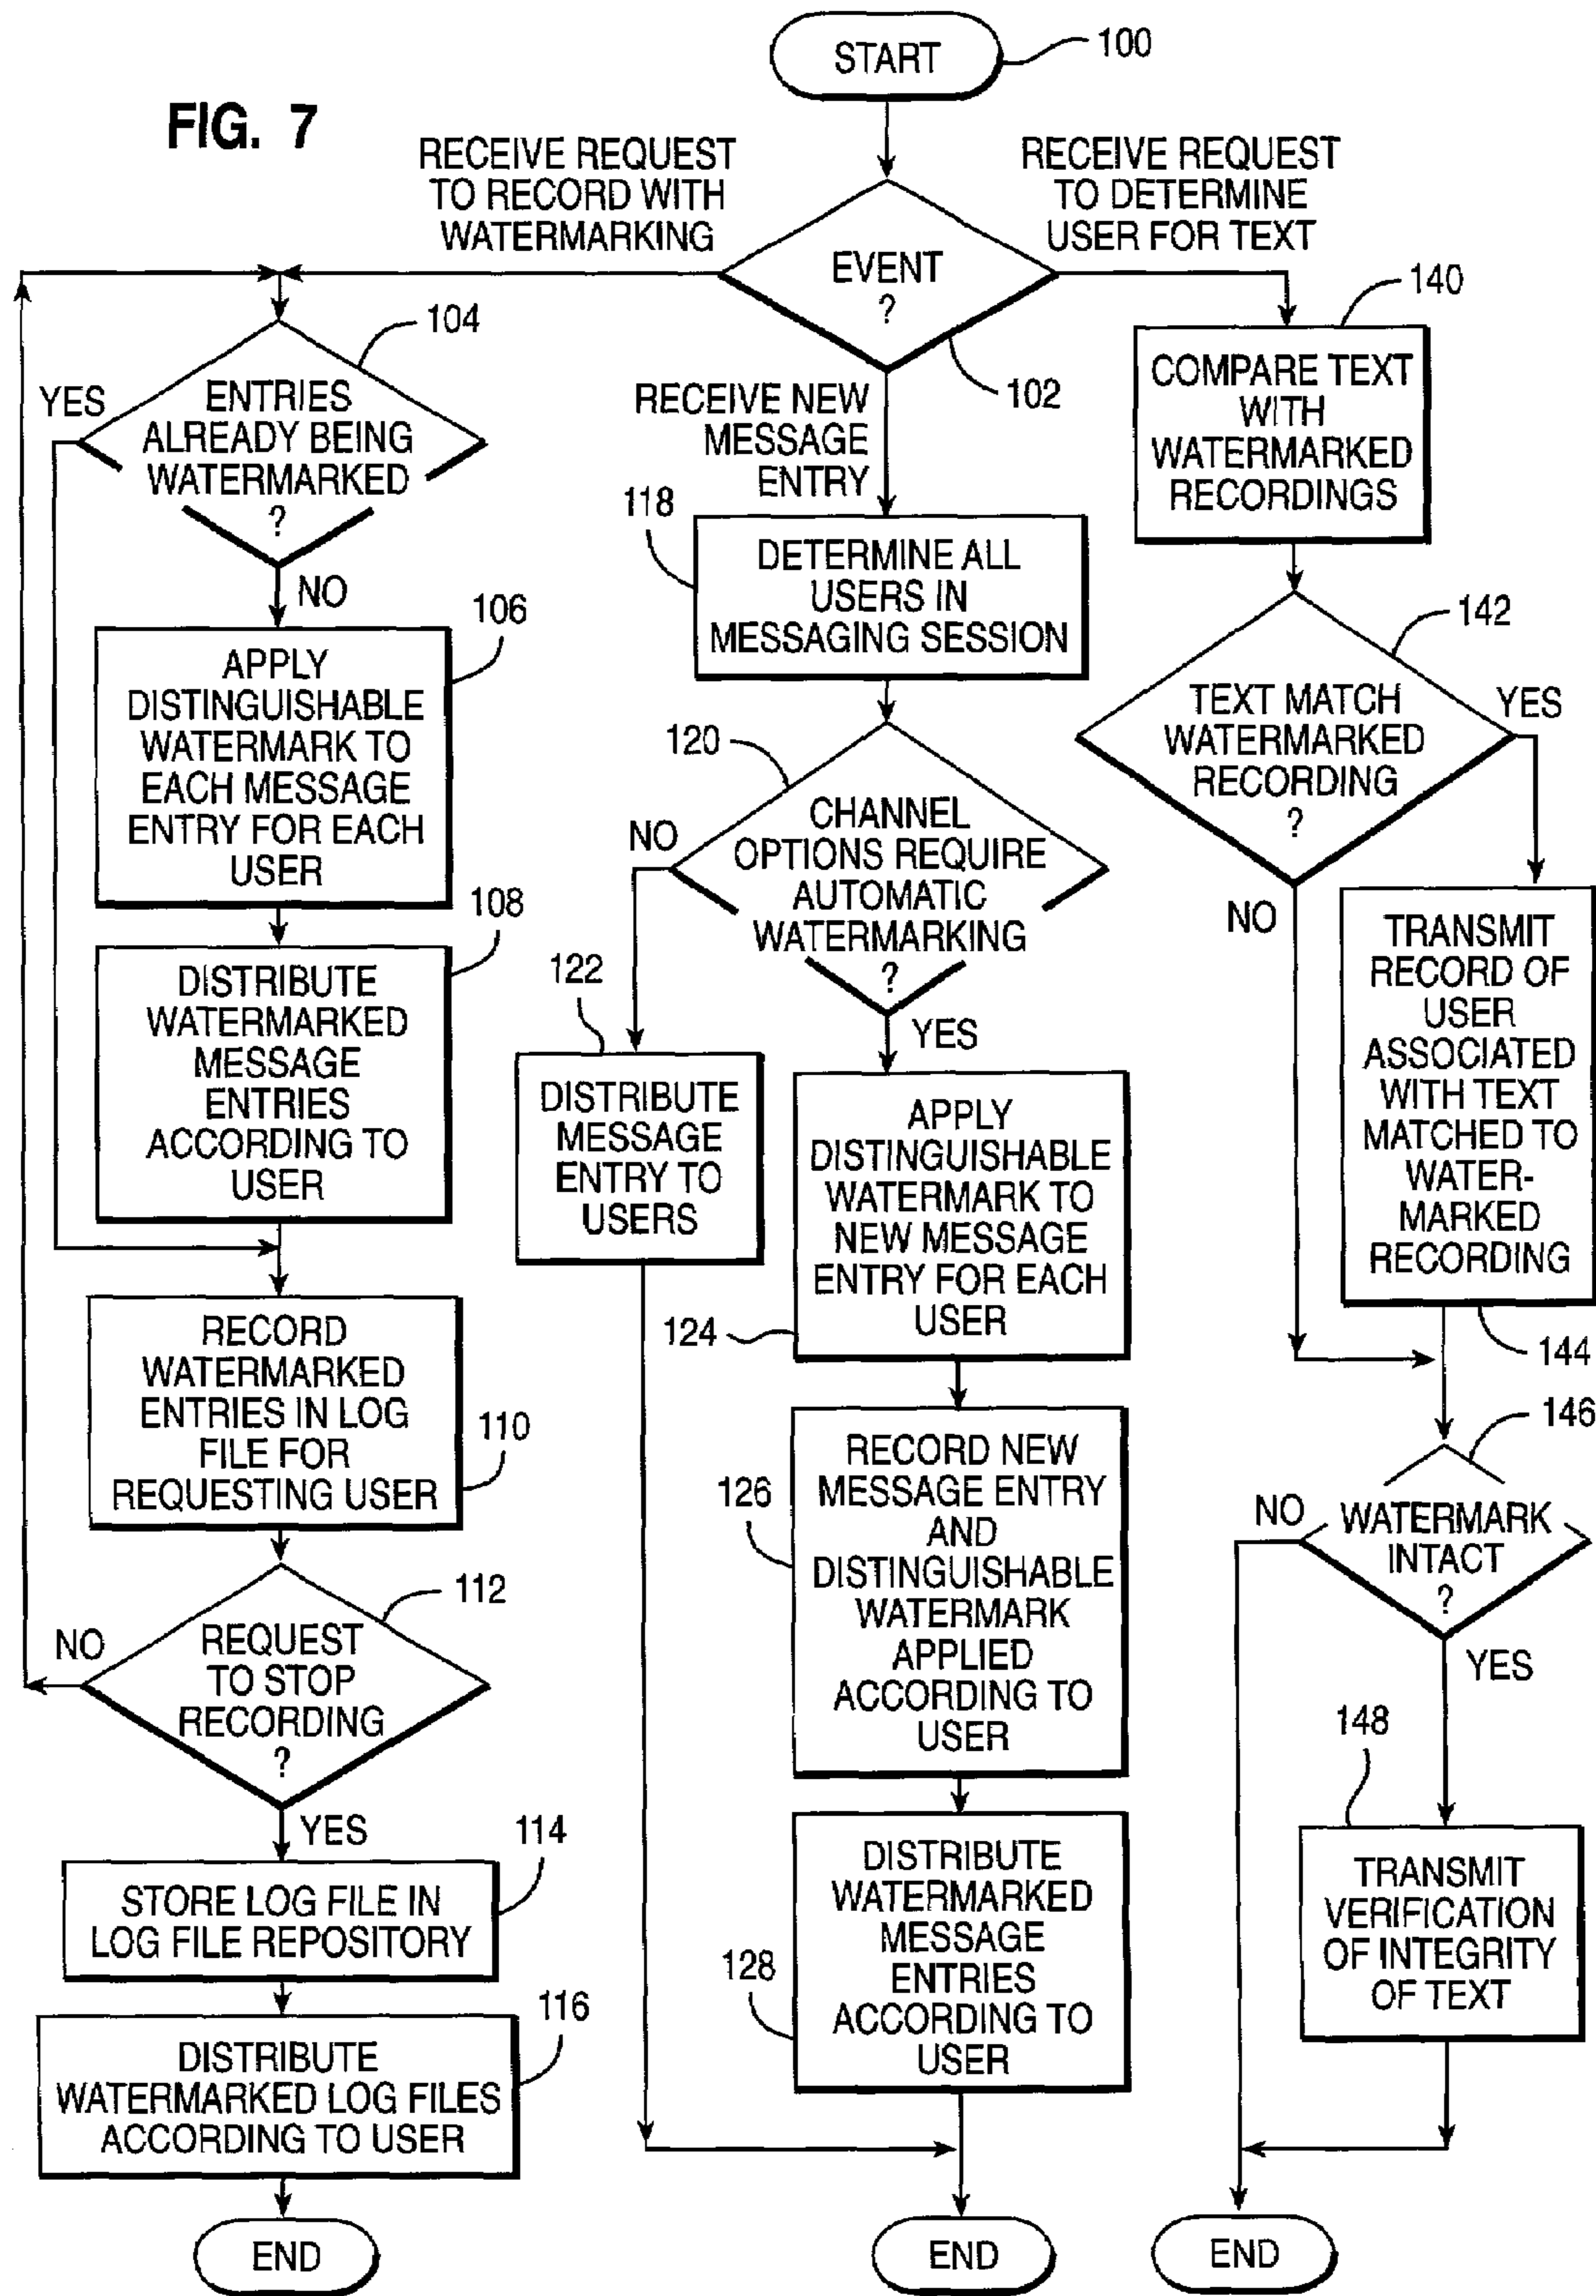 FIG. 7
START
100
RECEIVE REQUEST
TO RECORD WITH
WATERMARKING
RECEIVE REQUEST
TO DETERMINE
USER FOR TEXT
EVENT
?
102
104
YES
ENTRIES
ALREADY BEING
WATERMARKED
?
NO
106
APPLY
DISTINGUISHABLE
WATERMARK TO
EACH MESSAGE
ENTRY FOR EACH
USER
108
DISTRIBUTE
WATERMARKED
MESSAGE
ENTRIES
ACCORDING TO
USER
RECORD
WATERMARKED
ENTRIES IN LOG
FILE FOR
REQUESTING USER
110
112
NO
REQUEST
TO STOP
RECORDING
?
YES
114
STORE LOG FILE IN
LOG FILE REPOSITORY
116
DISTRIBUTE
WATERMARKED LOG FILES
ACCORDING TO USER
END
RECEIVE NEW
MESSAGE
ENTRY
118
DETERMINE ALL
USERS IN
MESSAGING SESSION
120
NO
CHANNEL
OPTIONS REQUIRE
AUTOMATIC
WATERMARKING
?
YES
122
DISTRIBUTE
MESSAGE
ENTRY TO
USERS
APPLY
DISTINGUISHABLE
WATERMARK TO
NEW MESSAGE
ENTRY FOR EACH
USER
124
RECORD NEW
MESSAGE ENTRY
AND
DISTINGUISHABLE
WATERMARK
APPLIED
ACCORDING TO
USER
126
DISTRIBUTE
WATERMARKED
MESSAGE
ENTRIES
ACCORDING TO
USER
128
END
140
COMPARE TEXT
WITH
WATERMARKED
RECORDINGS
142
TEXT MATCH
WATERMARKED
RECORDING
?
YES
NO
TRANSMIT
RECORD OF
USER
ASSOCIATED
WITH TEXT
MATCHED TO
WATER-
MARKED
RECORDING
144
146
NO
WATERMARK
INTACT
?
YES
148
TRANSMIT
VERIFICATION
OF INTEGRITY
OF TEXT
END